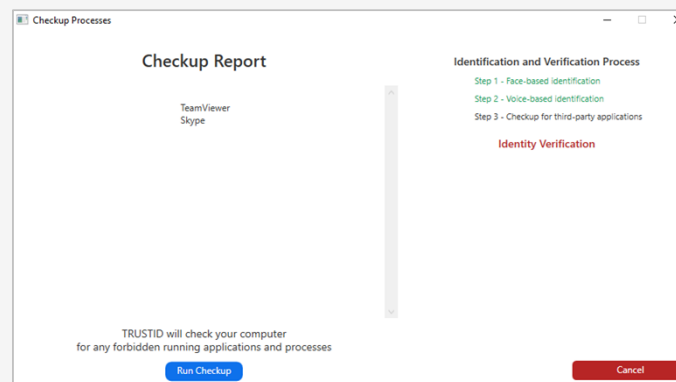 Checkup Processes
Checkup Report
TeamViewer
Skype
TRUSTID will check your computer
for any forbidden running applications and processes
Run Checkup
Identification and Verification Process
Step 1 - Face-based identification
Step 2 - Voice-based identification
Step 3 - Checkup for third-party applications
Identity Verification
Cancel